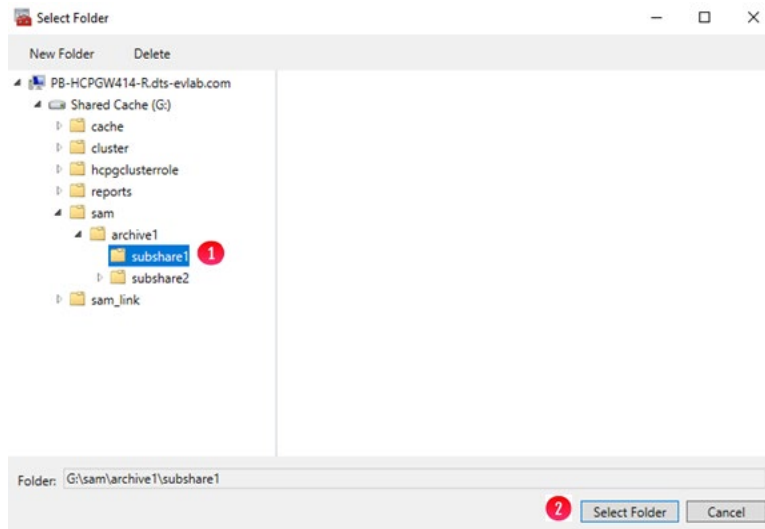 Select Folder
New Folder Delete
PB-HCPGW414-R.dts-evlab.com
Shared Cache (G:)
cache
cluster
hcpgclusterrole
reports
sam
archive1
subshare1 1
subshare2
sam_link
Folder: G:\sam\archive1\subshare1
2 Select Folder Cancel